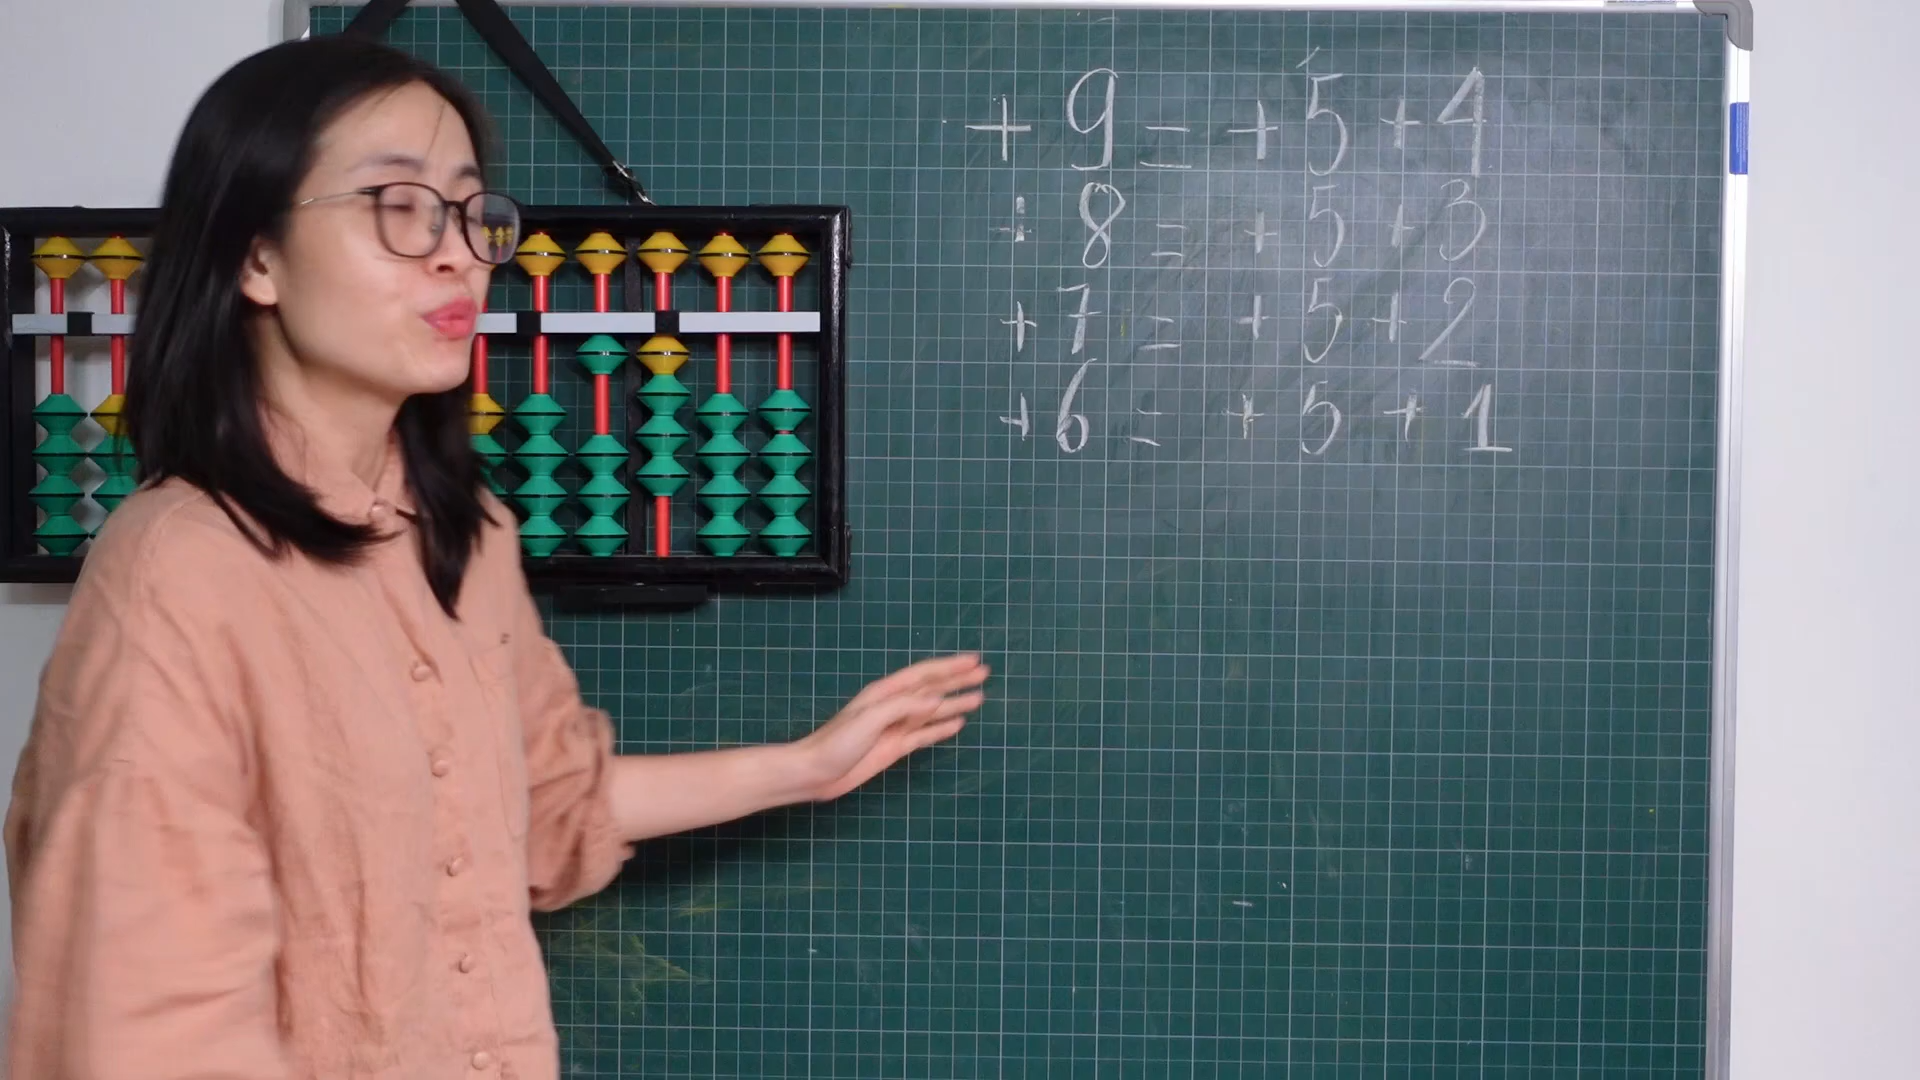 + 9 = + 5 + 4
+ 8 = + 5 + 3
+ 7 = + 5 + 2
+ 6 = + 5 + 1